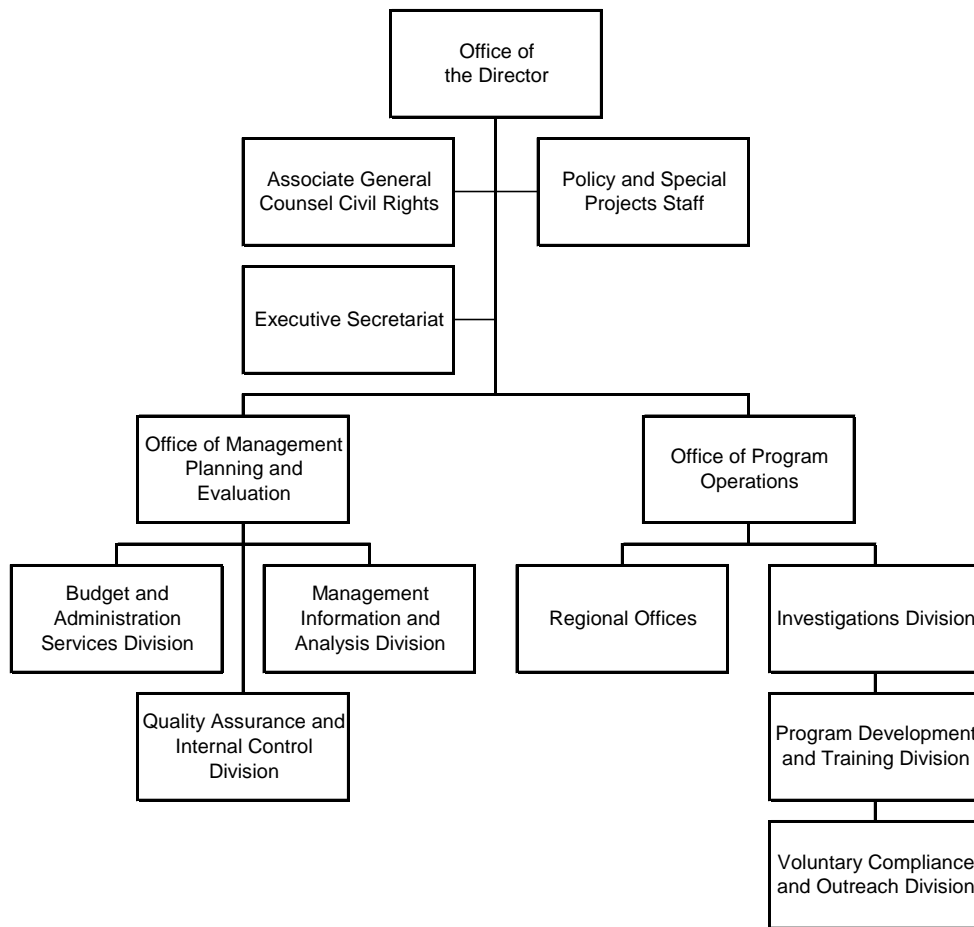 Office of
the Director
Associate General
Counsel Civil Rights
Policy and Special
Projects Staff
Executive Secretariat
Office of Management
Planning and
Evaluation
Office of Program
Operations
Budget and
Administration
Services Division
Management
Information and
Analysis Division
Regional Offices
Investigations Division
Quality Assurance and
Internal Control
Division
Program Development
and Training Division
Voluntary Compliance
and Outreach Division